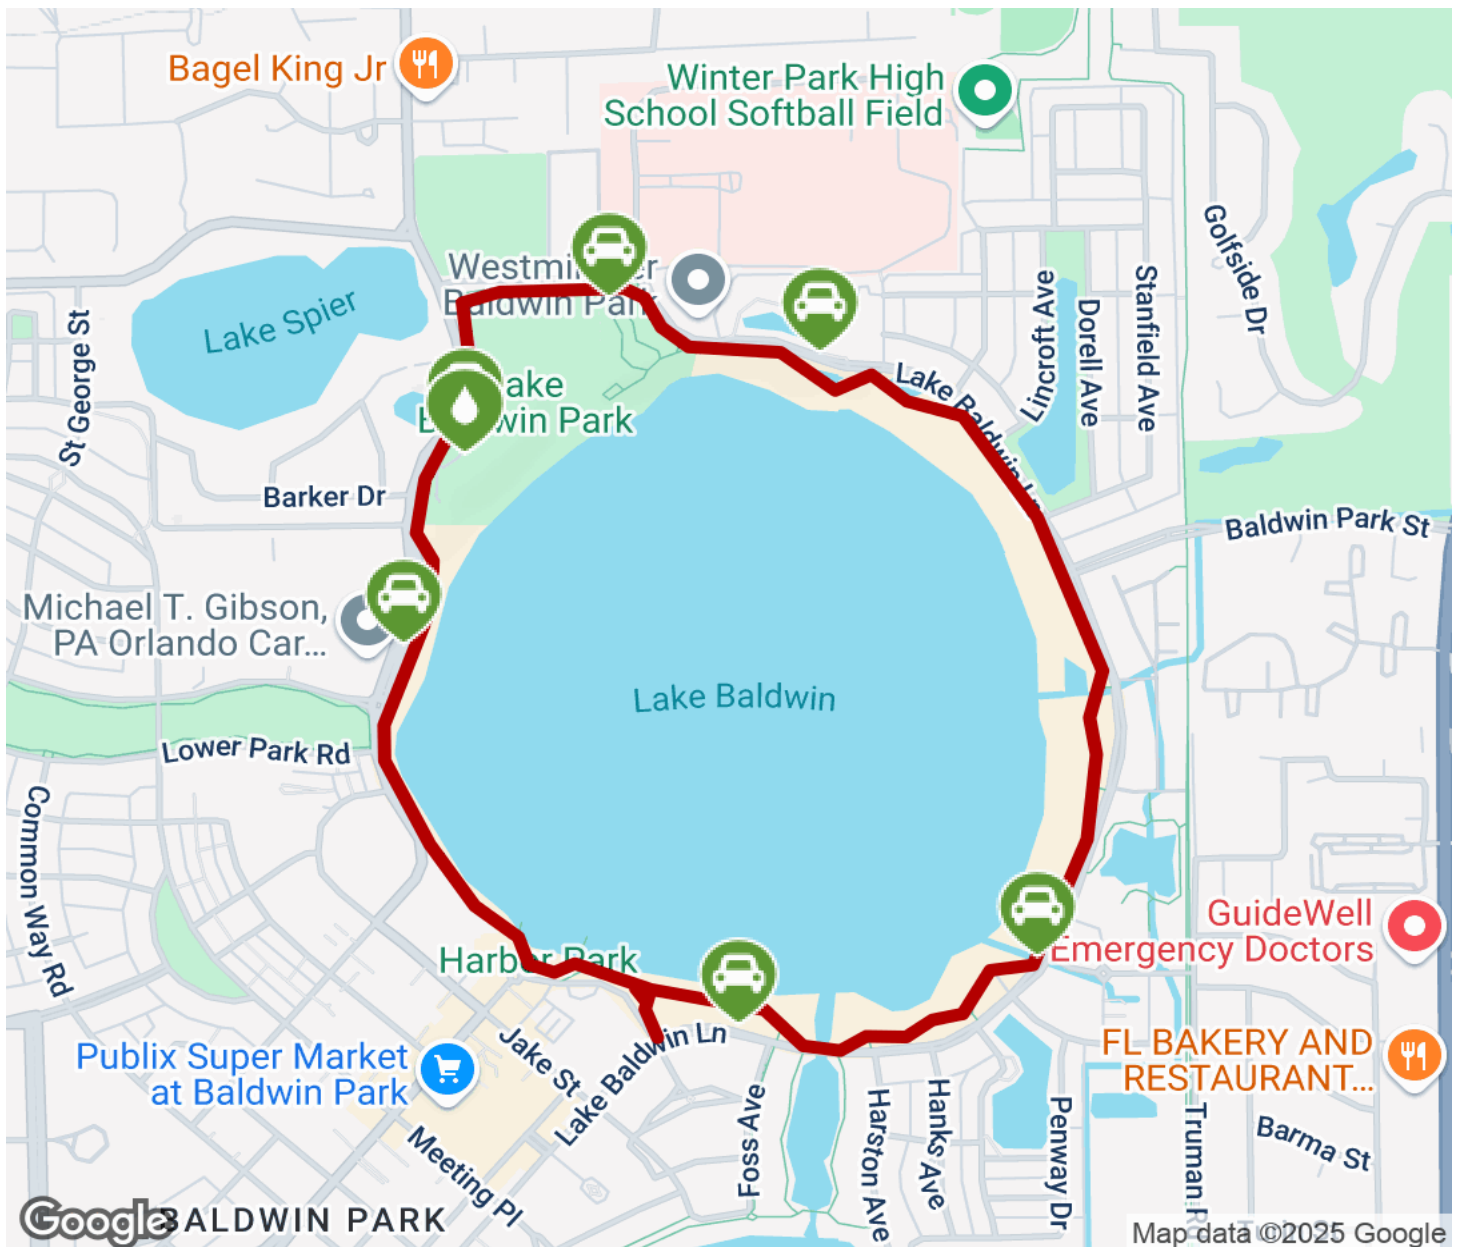 Bagel King Jr
Winter Park High
School Softball Field
Golfside Dr
Lincroft Ave
Dorell Ave
Stanfield Ave
Lake Spier
St George St
Baldwin Park
Lake Baldwin Ln
Baldwin Park St
Barker Dr
Michael T. Gibson,
PA Orlando Car...
Lake Baldwin
Lower Park Rd
Common Way Rd
GuideWell
Emergency Doctors
Harbor Park
Publix Super Market
at Baldwin Park
Jake St
Lake Baldwin Ln
Meeting Pl
Foss Ave
Harston Ave
Hanks Ave
Penway Dr
FL BAKERY AND
RESTAURANT...
Truman
Barma St
Google
BALDWIN PARK
Map data ©2025 Google